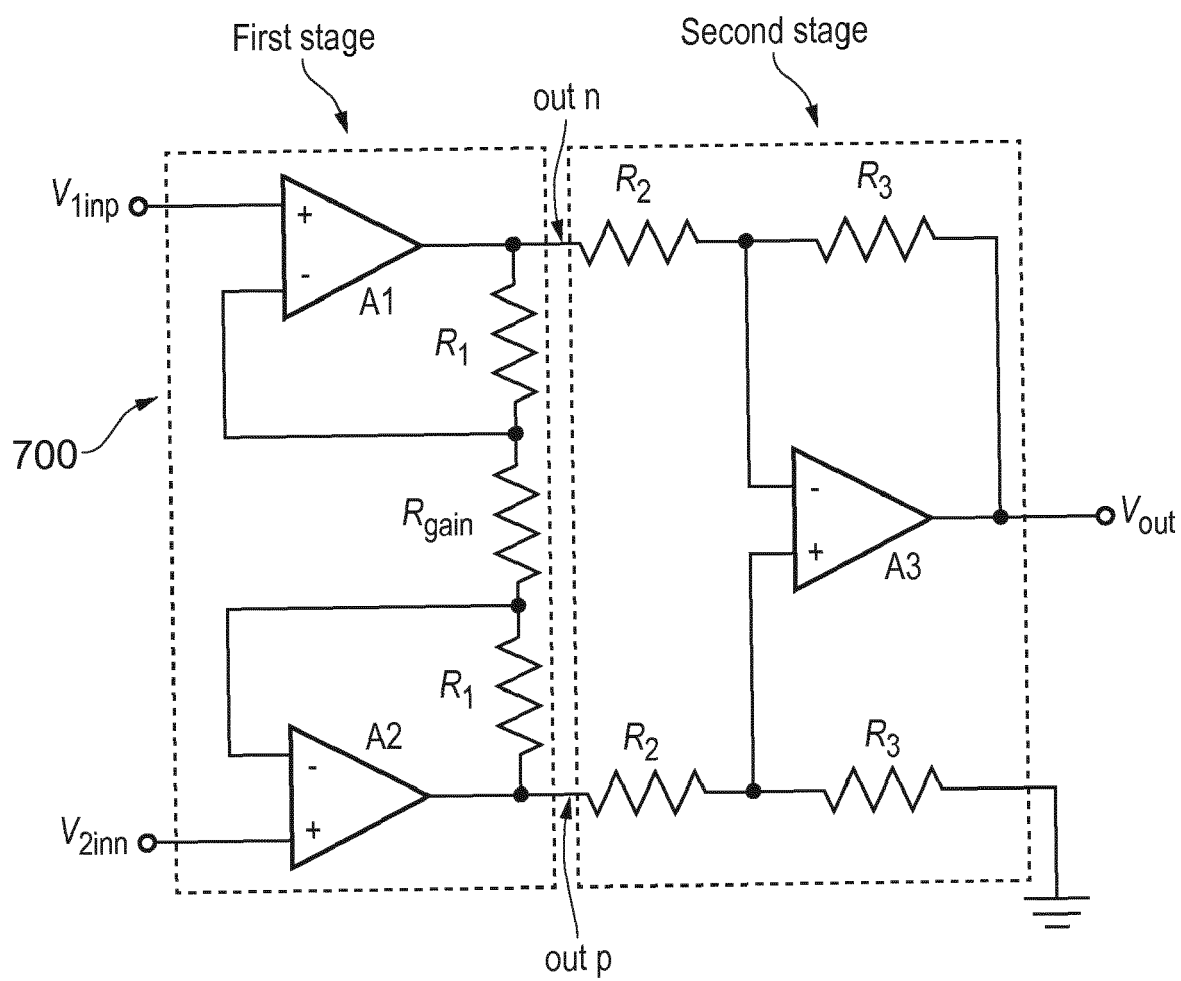 First stage
Second stage
out n
V1inp
+
-
A1
R2
R3
R1
700
Rgain
-
+
A3
Vout
R1
A2
-
+
V2inn
R2
R3
out p